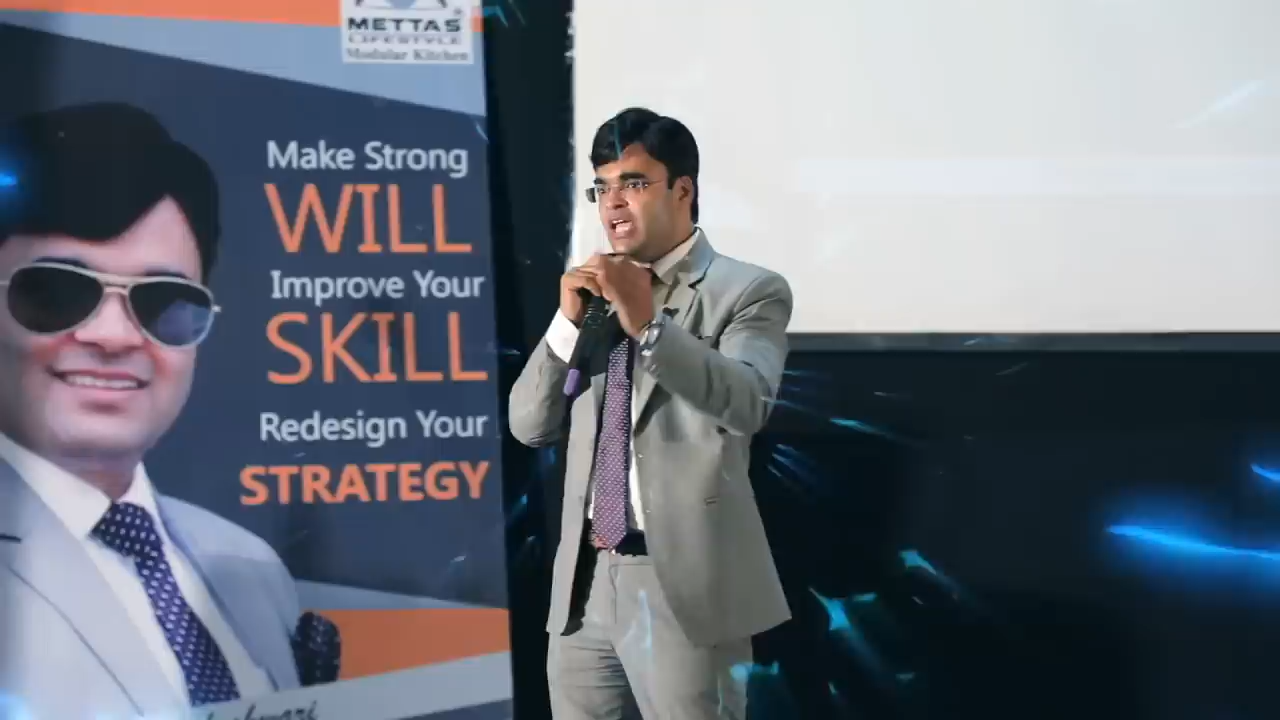 METTAS
LIFESTYLE
Modular Kitchen
Make Strong
WILL
Improve Your
SKILL
Redesign Your
STRATEGY